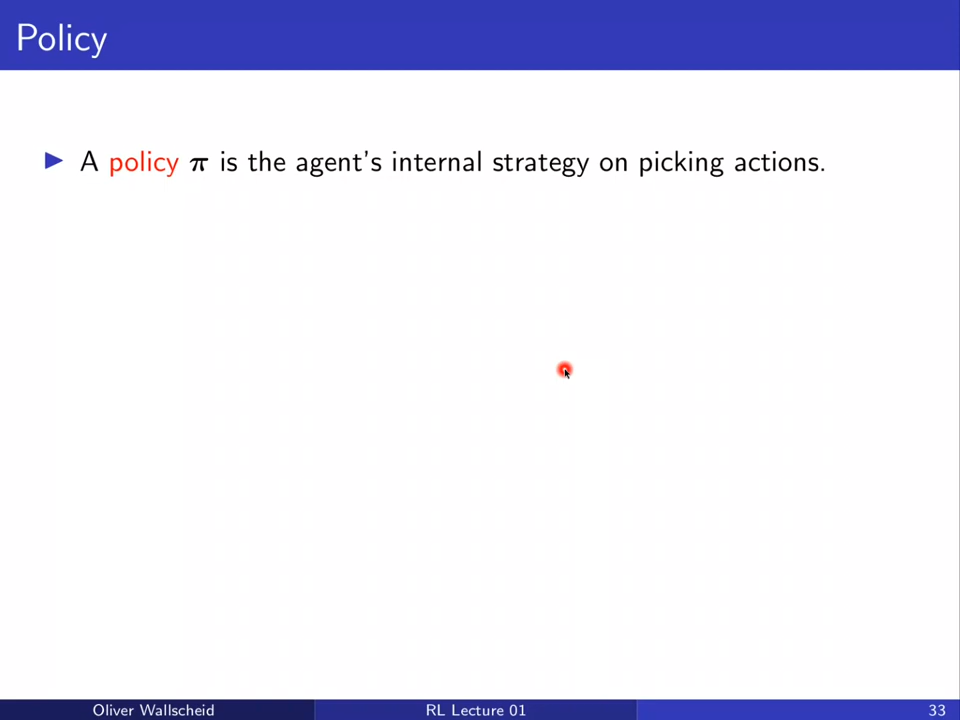 Policy
▶ A policy π is the agent's internal strategy on picking actions.
Oliver Wallscheid
RL Lecture 01
33